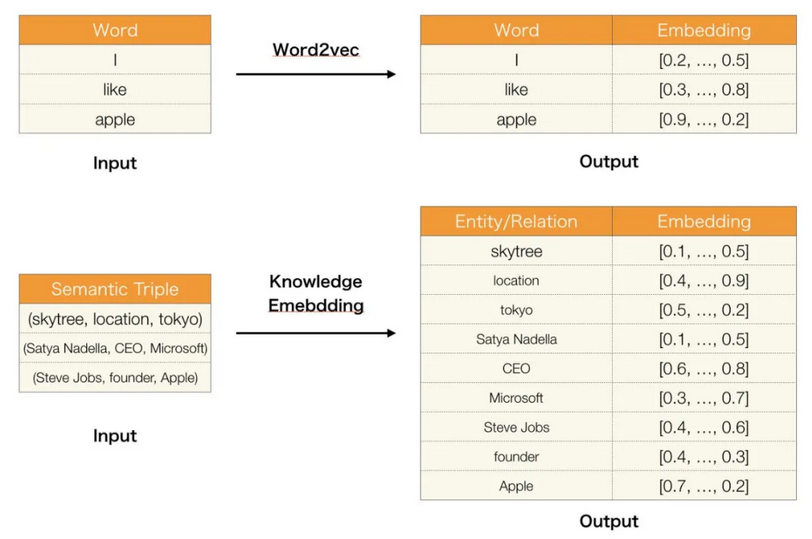 Word
I
like
apple
Input
Word2vec
Word Embedding
I [0.2, …, 0.5]
like [0.3, …, 0.8]
apple [0.9, …, 0.2]
Output
Semantic Triple
(skytree, location, tokyo)
(Satya Nadella, CEO, Microsoft)
(Steve Jobs, founder, Apple)
Input
Knowledge
Emebdding
Entity/Relation Embedding
skytree [0.1, …, 0.5]
location [0.4, …, 0.9]
tokyo [0.5, …, 0.2]
Satya Nadella [0.1, …, 0.5]
CEO [0.6, …, 0.8]
Microsoft [0.3, …, 0.7]
Steve Jobs [0.4, …, 0.6]
founder [0.4, …, 0.3]
Apple [0.7, …, 0.2]
Output